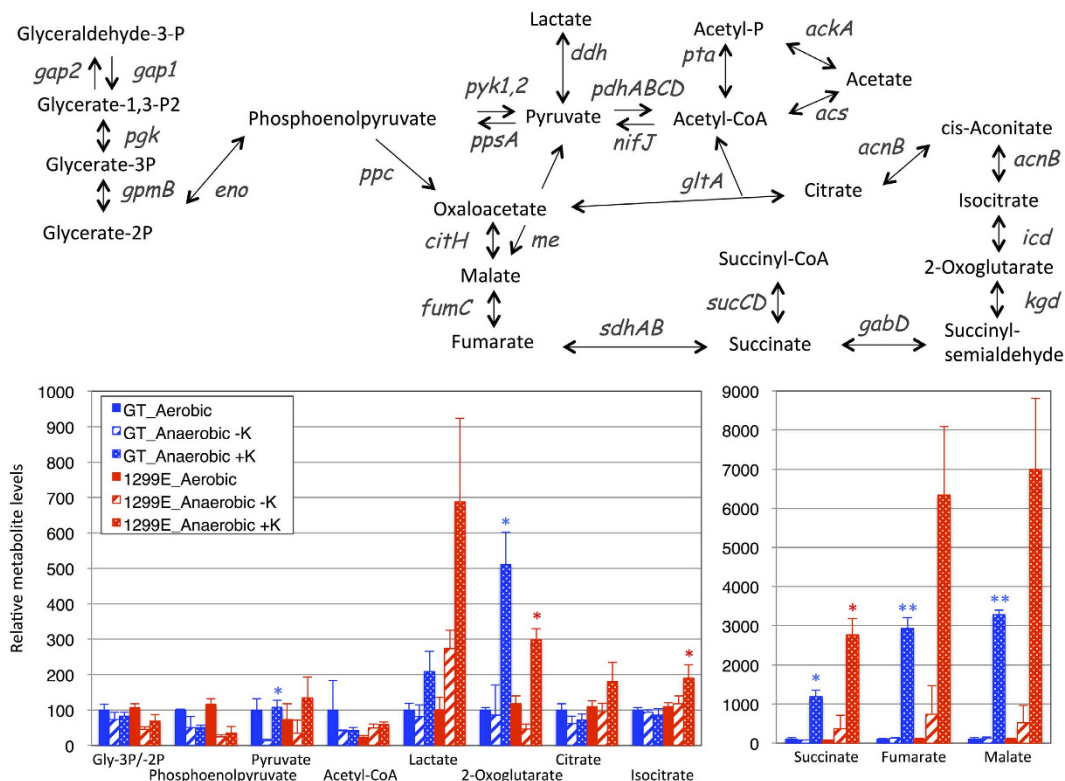 Lactate
Acetyl-P
ackA
Glyceraldehyde-3-P
ddh
pta
Acetate
gap2
gap1
pyk1,2
pdhABCD
Glycerate-1,3-P2
Phosphoenolpyruvate
Pyruvate
Acetyl-CoA
acs
cis-Aconitate
pgk
ppsA
nifJ
acnB
acnB
Glycerate-3P
gpmB
eno
ppc
gltA
Citrate
Isocitrate
Glycerate-2P
Oxaloacetate
citH
me
icd
Succinyl-CoA
2-Oxoglutarate
Malate
fumC
sucCD
kgd
sdhAB
gabD
Fumarate
Succinate
Succinyl-
semialdehyde
Relative metabolite levels
1000
900
800
700
600
500
400
300
200
100
0
GT_Aerobic
GT_Anaerobic -K
GT_Anaerobic +K
1299E_Aerobic
1299E_Anaerobic -K
1299E_Anaerobic +K
*
*
*
*
Gly-3P/-2P
Phosphoenolpyruvate
Pyruvate
Acetyl-CoA
Lactate
2-Oxoglutarate
Citrate
Isocitrate
9000
8000
7000
6000
5000
4000
3000
2000
1000
0
*
*
**
**
Succinate
Fumarate
Malate